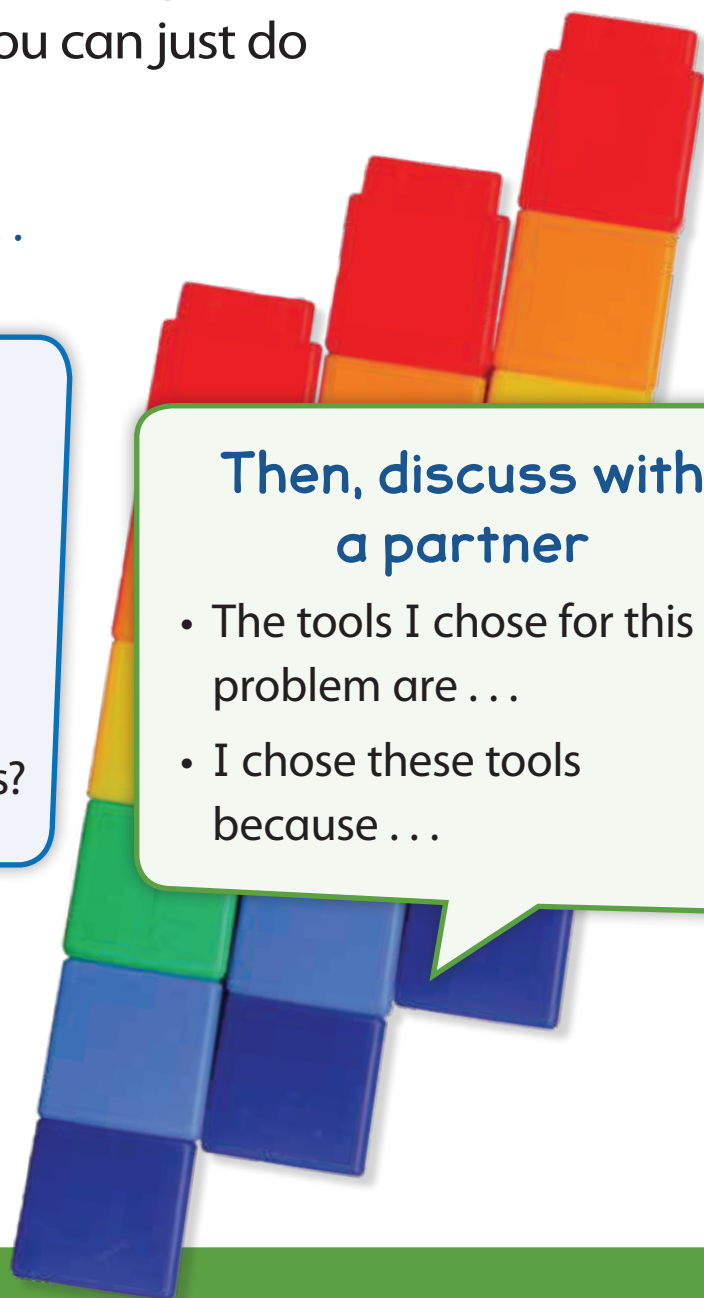 ou can just do
. .
s?
Then, discuss with
a partner
• The tools I chose for this
problem are . . .
• I chose these tools
because . . .